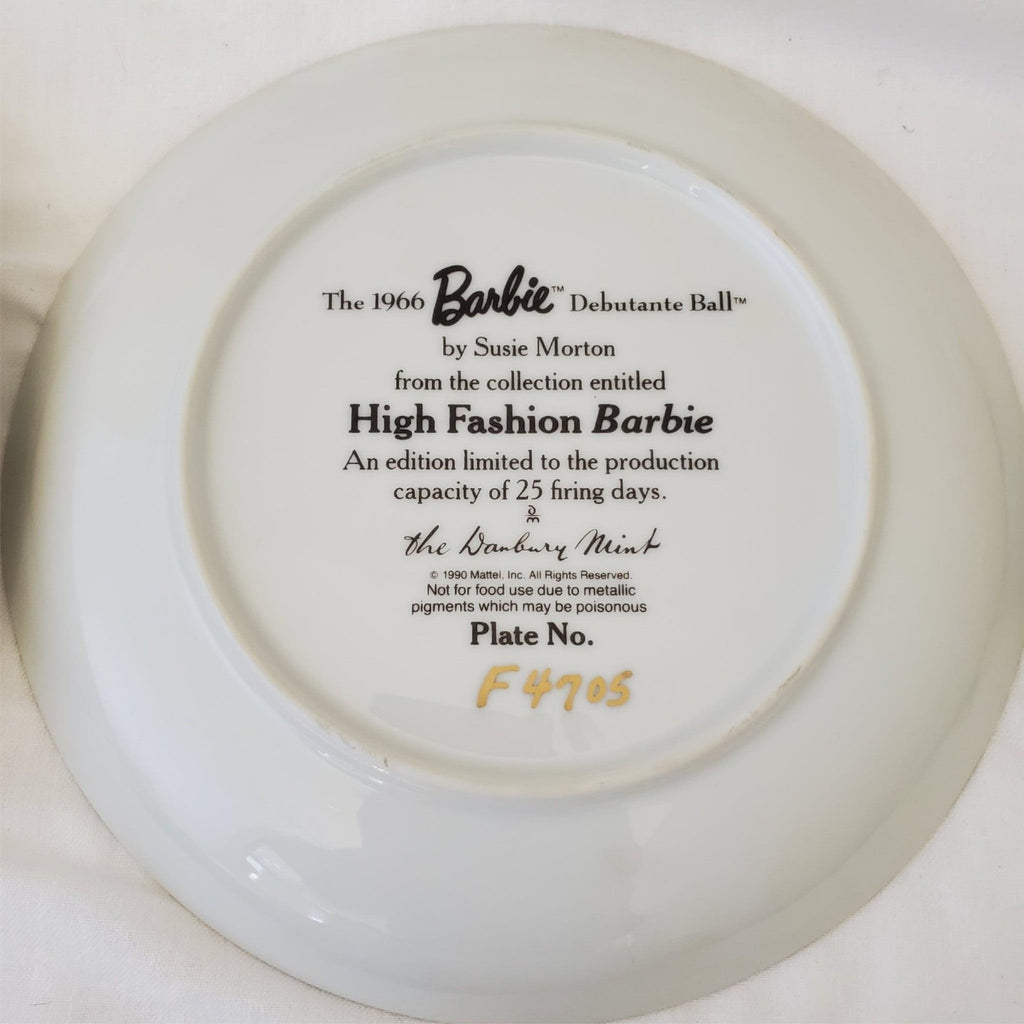 The 1966 Barbie™ Debutante Ball™
by Susie Morton
from the collection entitled
High Fashion Barbie
An edition limited to the production
capacity of 25 firing days.
DM
The Danbury Mint
© 1990 Mattel, Inc. All Rights Reserved.
Not for food use due to metallic
pigments which may be poisonous
Plate No.
F4705